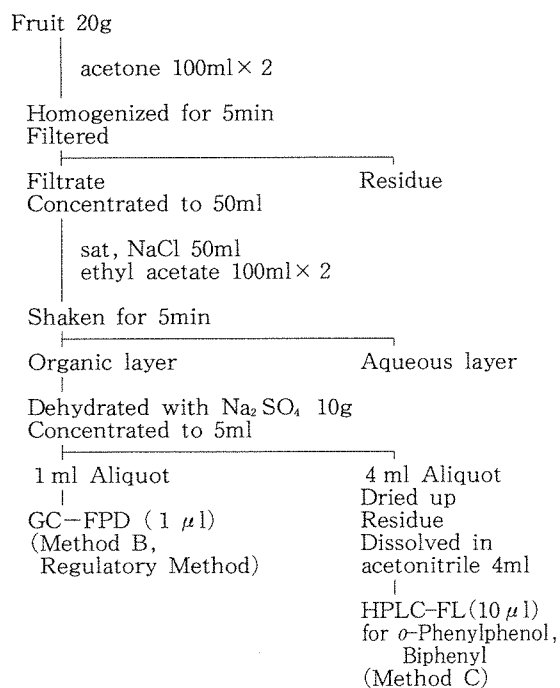 Fruit 20g
acetone 100ml × 2
Homogenized for 5min
Filtered
Filtrate
Residue
Concentrated to 50ml
sat, NaCl 50ml
ethyl acetate 100ml × 2
Shaken for 5min
Organic layer
Aqueous layer
Dehydrated with Na₂SO₄ 10g
Concentrated to 5ml
1 ml Aliquot
GC-FPD ( 1 μl)
(Method B,
Regulatory Method)
4 ml Aliquot
Dried up
Residue
Dissolved in
acetonitrile 4ml
HPLC-FL(10 μl)
for o-Phenylphenol,
Biphenyl
(Method C)